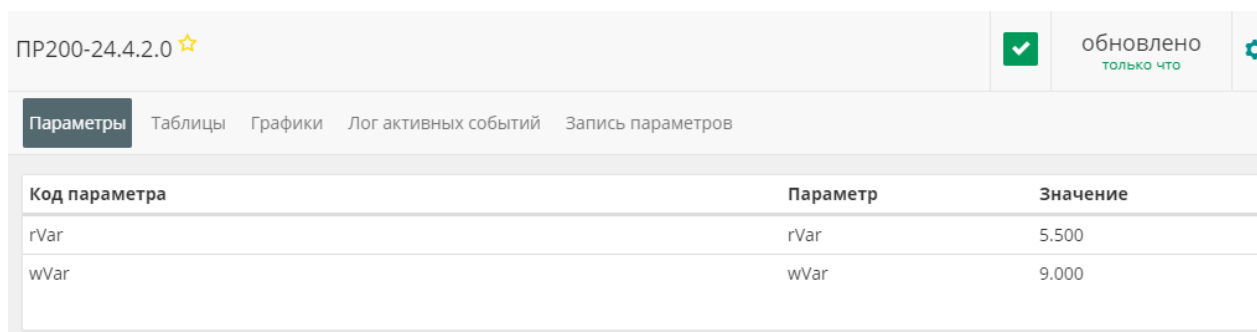 ПР200-24.4.2.0
обновлено
только что
Параметры Таблицы Графики Лог активных событий Запись параметров
Код параметра Параметр Значение
rVar rVar 5.500
wVar wVar 9.000